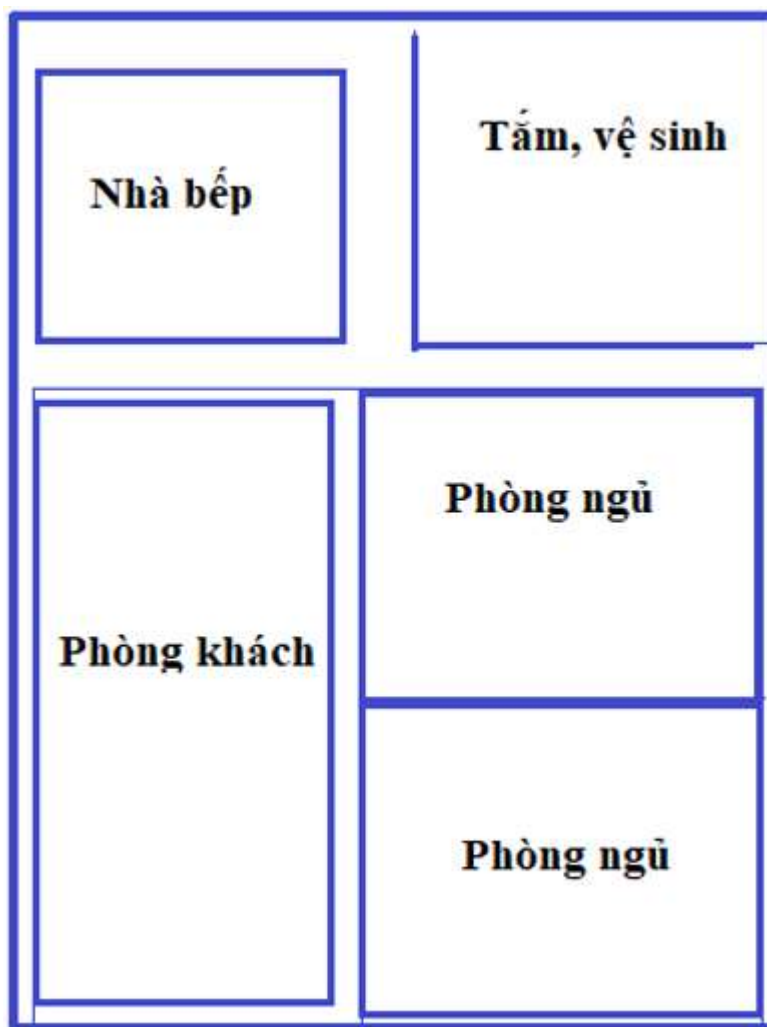 Tắm, vệ sinh
Nhà bếp
Phòng ngủ
Phòng khách
Phòng ngủ